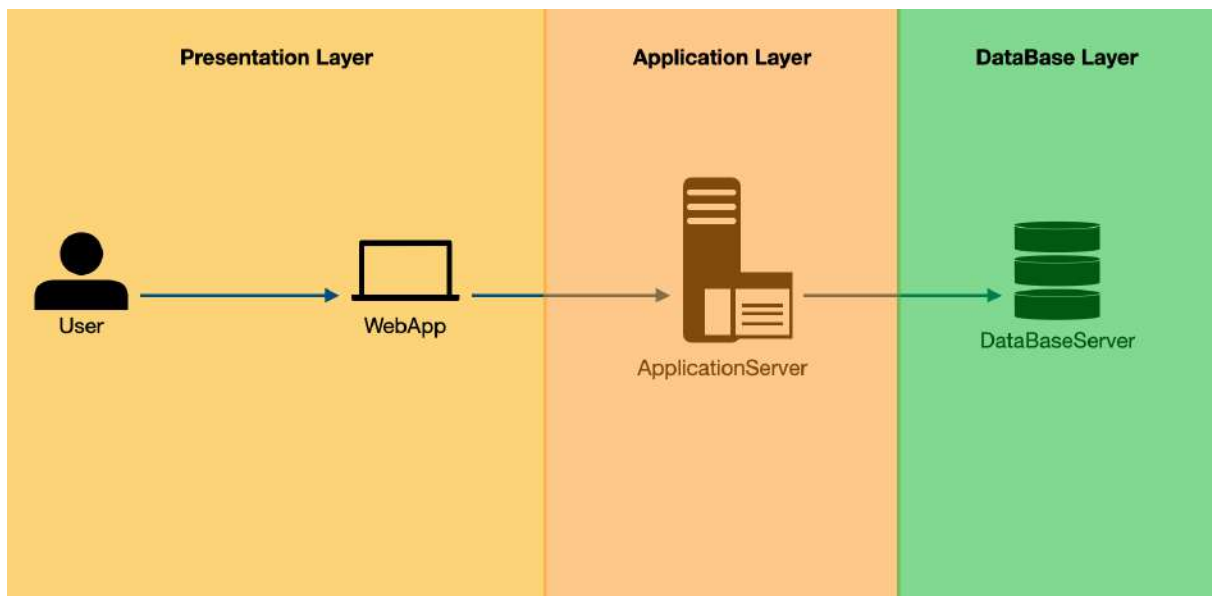 Presentation Layer
Application Layer
DataBase Layer
User
WebApp
ApplicationServer
DataBaseServer